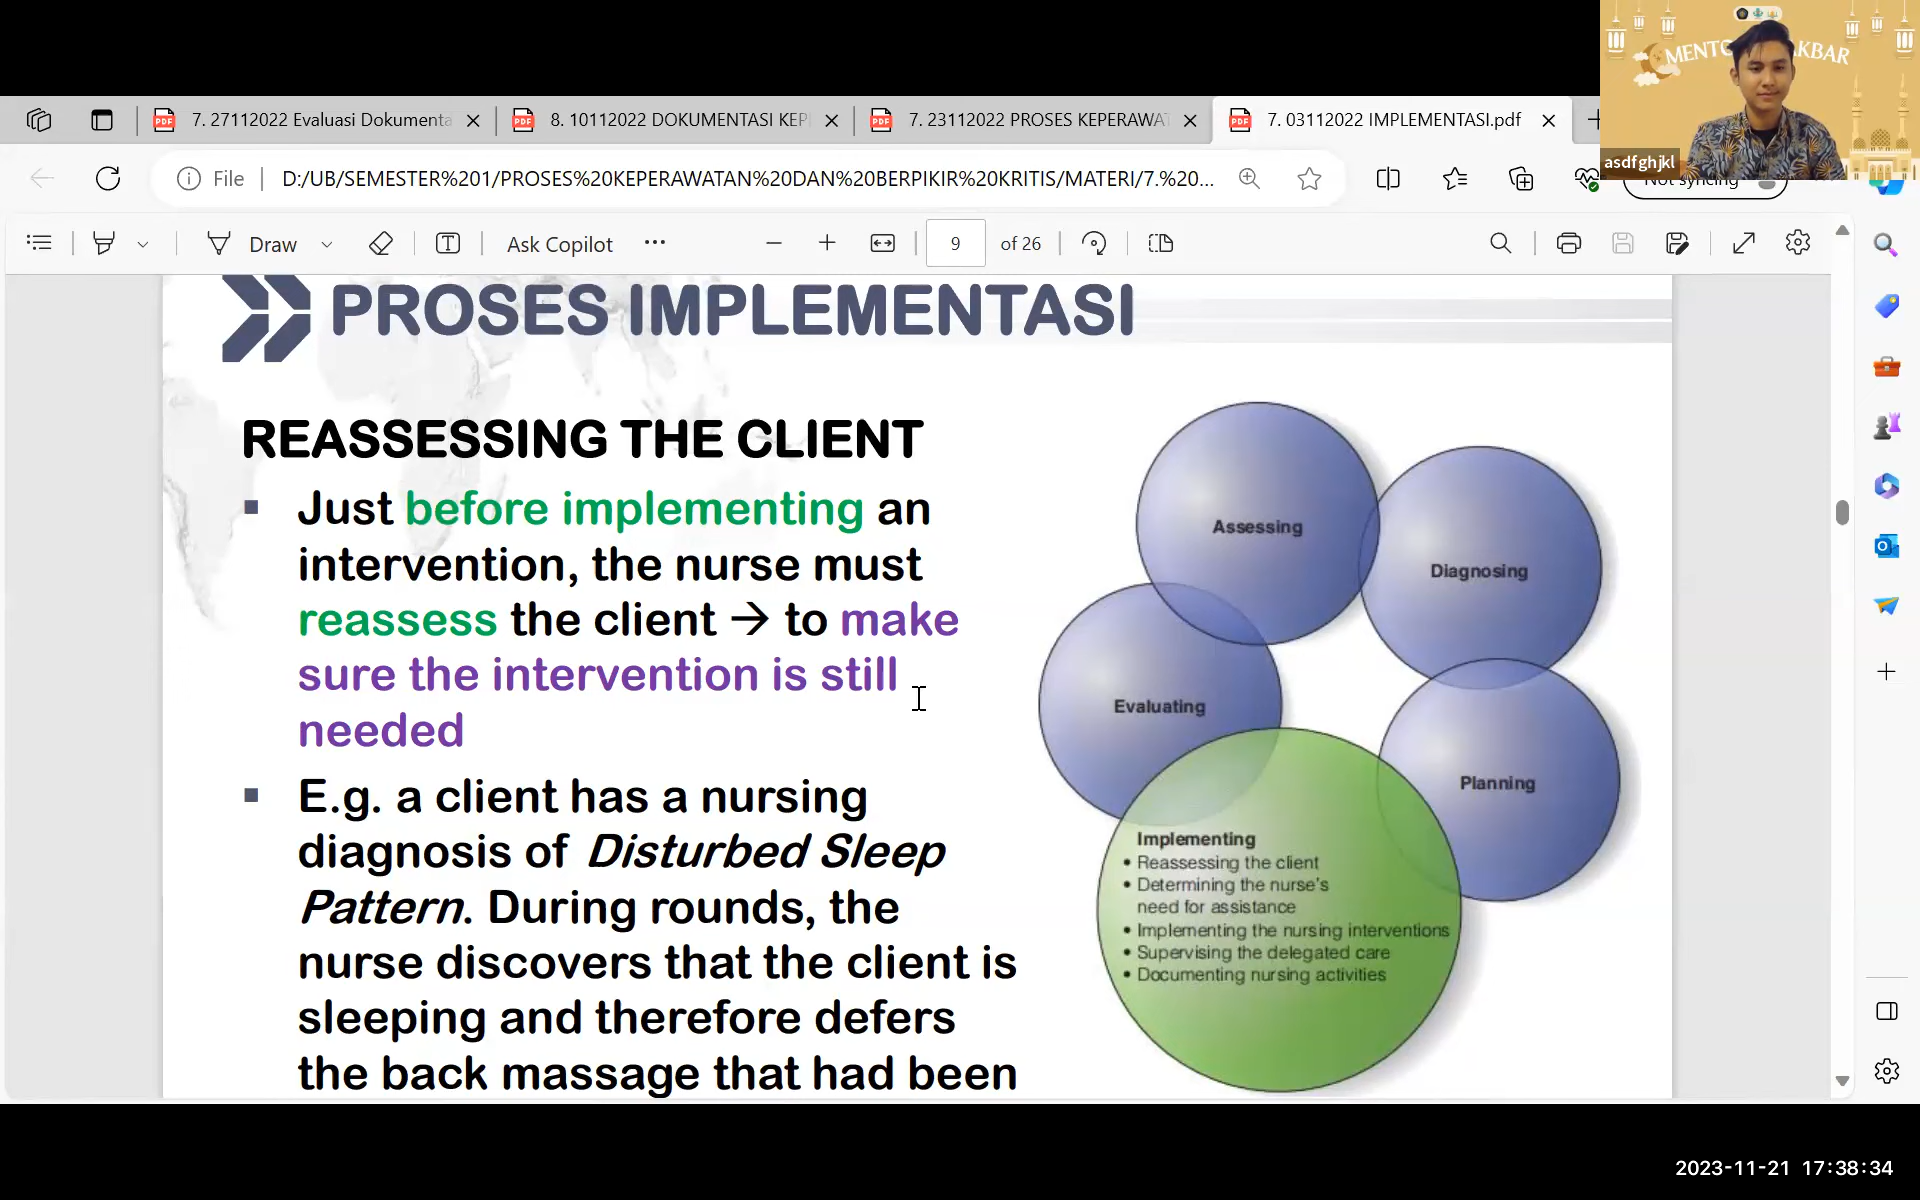 MENTO
KBAR
asdfghjkl
7. 27112022 Evaluasi Dokumenta
8. 10112022 DOKUMENTASI KEP
7. 23112022 PROSES KEPERAWAT
7. 03112022 IMPLEMENTASI.pdf
File
D:/UB/SEMESTER%201/PROSES%20KEPERAWATAN%20DAN%20BERPIKIR%20KRITIS/MATERI/7.%20...
Not syncing
Draw
Ask Copilot
9
of 26
PROSES IMPLEMENTASI
REASSESSING THE CLIENT
▪ Just before implementing an
intervention, the nurse must
reassess the client → to make
sure the intervention is still
needed
▪ E.g. a client has a nursing
diagnosis of Disturbed Sleep
Pattern. During rounds, the
nurse discovers that the client is
sleeping and therefore defers
the back massage that had been
Assessing
Diagnosing
Evaluating
Planning
Implementing
• Reassessing the client
• Determining the nurse's
need for assistance
• Implementing the nursing interventions
• Supervising the delegated care
• Documenting nursing activities
2023-11-21 17:38:34